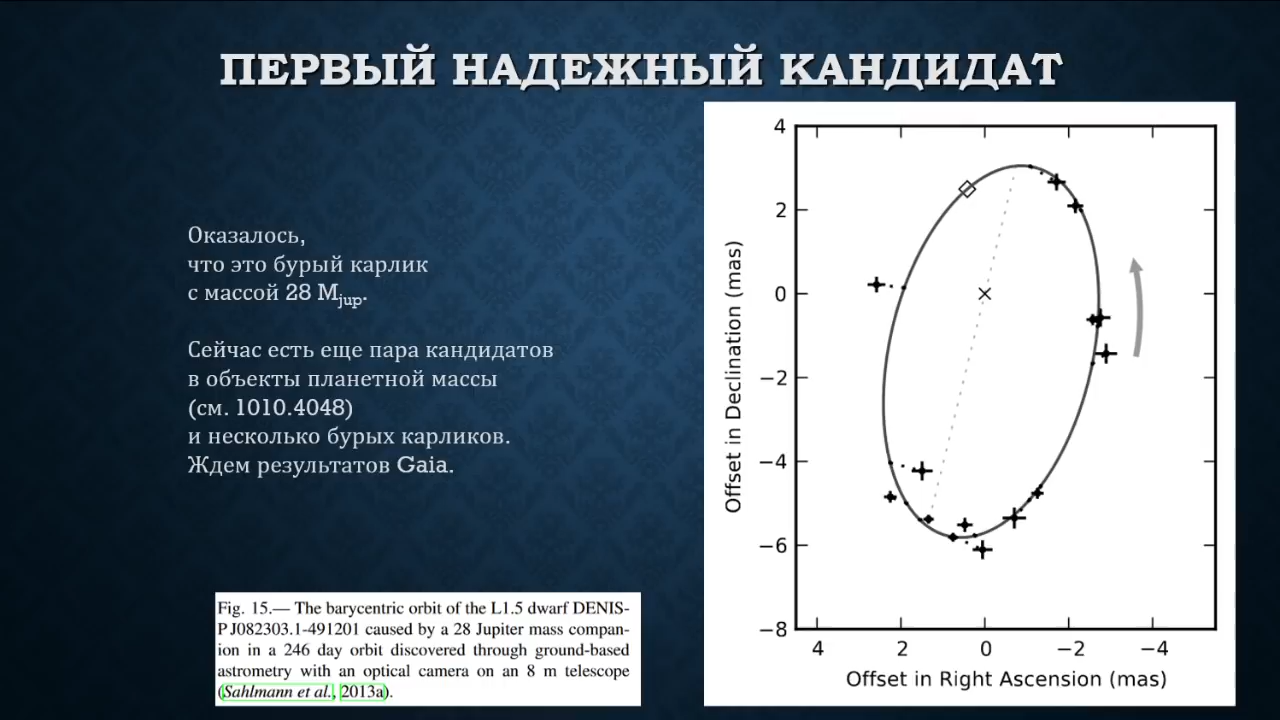 ПЕРВЫЙ НАДЕЖНЫЙ КАНДИДАТ
Оказалось,
что это бурый карлик
с массой 28 Mjup.
Сейчас есть еще пара кандидатов
в объекты планетной массы
(см. 1010.4048)
и несколько бурых карликов.
Ждем результатов Gaia.
Fig. 15.— The barycentric orbit of the L1.5 dwarf DENIS-
P J082303.1-491201 caused by a 28 Jupiter mass compan-
ion in a 246 day orbit discovered through ground-based
astrometry with an optical camera on an 8 m telescope
(Sahlmann et al., 2013a).
Offset in Declination (mas)
4
2
0
−2
−4
−6
−8
4 2 0 −2 −4
Offset in Right Ascension (mas)